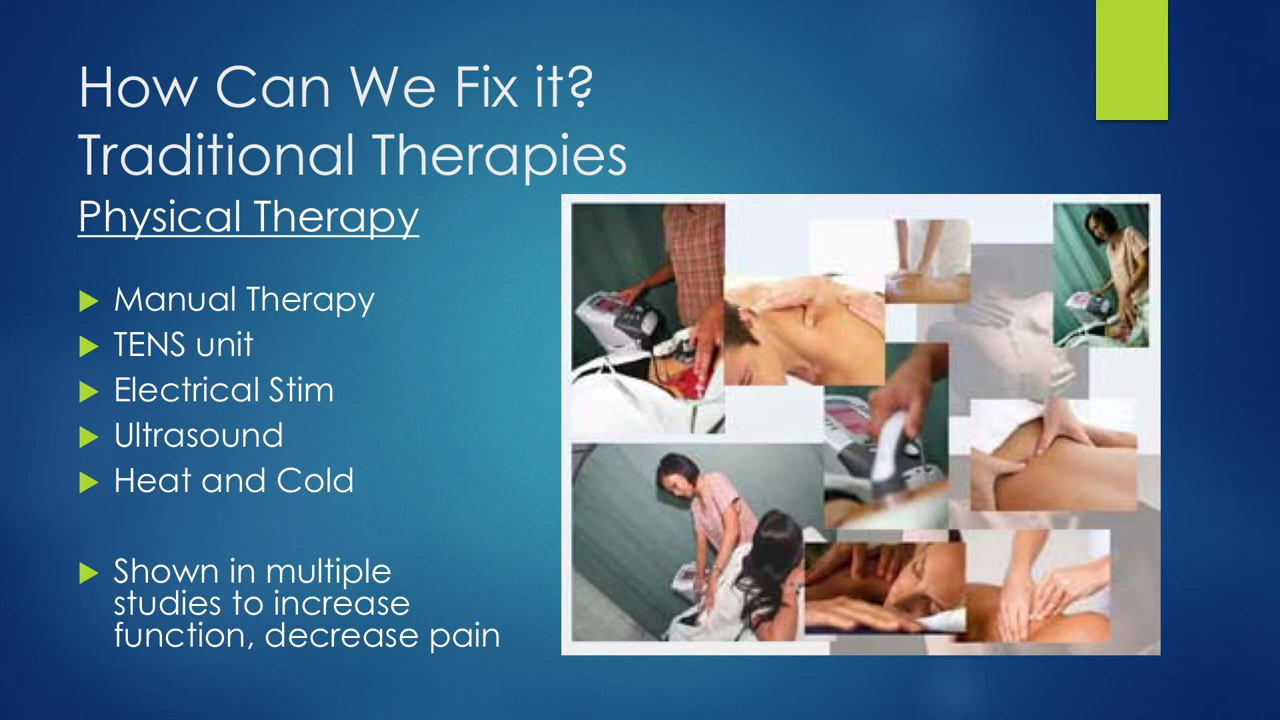 How Can We Fix it?
Traditional Therapies
Physical Therapy
Manual Therapy
TENS unit
Electrical Stim
Ultrasound
Heat and Cold
Shown in multiple
studies to increase
function, decrease pain